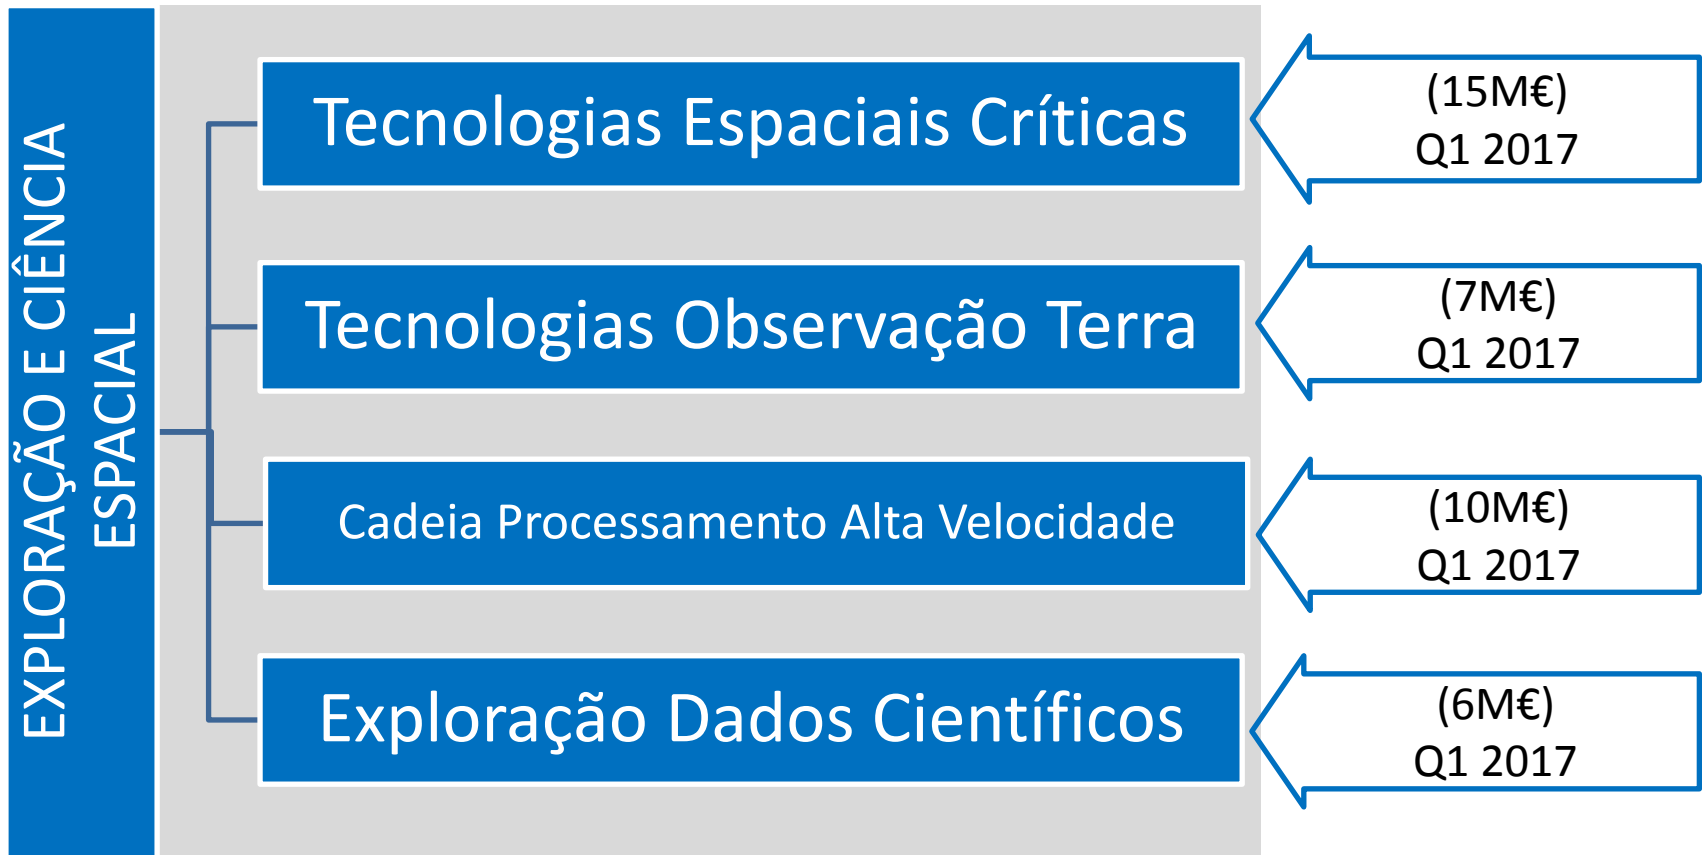 EXPLORAÇÃO E CIÊNCIA
ESPACIAL
Tecnologias Espaciais Críticas
(15M€)
Q1 2017
Tecnologias Observação Terra
(7M€)
Q1 2017
Cadeia Processamento Alta Velocidade
(10M€)
Q1 2017
Exploração Dados Científicos
(6M€)
Q1 2017